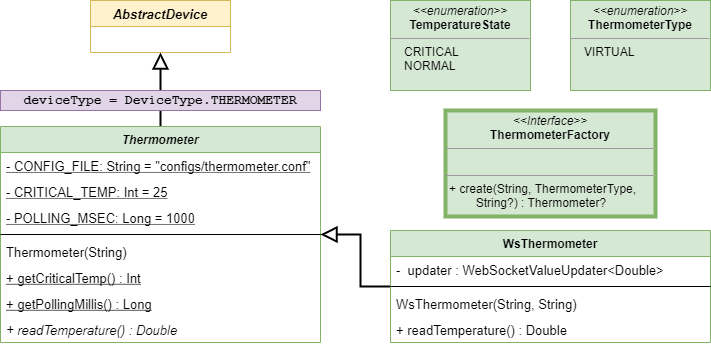 AbstractDevice
deviceType = DeviceType.THERMOMETER
Thermometer
- CONFIG_FILE: String = "configs/thermometer.conf"
- CRITICAL_TEMP: Int = 25
- POLLING_MSEC: Long = 1000
Thermometer(String)
+ getCriticalTemp() : Int
+ getPollingMillis() : Long
+ readTemperature() : Double
<<enumeration>>
TemperatureState
CRITICAL
NORMAL
<<enumeration>>
ThermometerType
VIRTUAL
<<Interface>>
ThermometerFactory
+ create(String, ThermometerType,
String?) : Thermometer?
WsThermometer
- updater : WebSocketValueUpdater<Double>
WsThermometer(String, String)
+ readTemperature() : Double